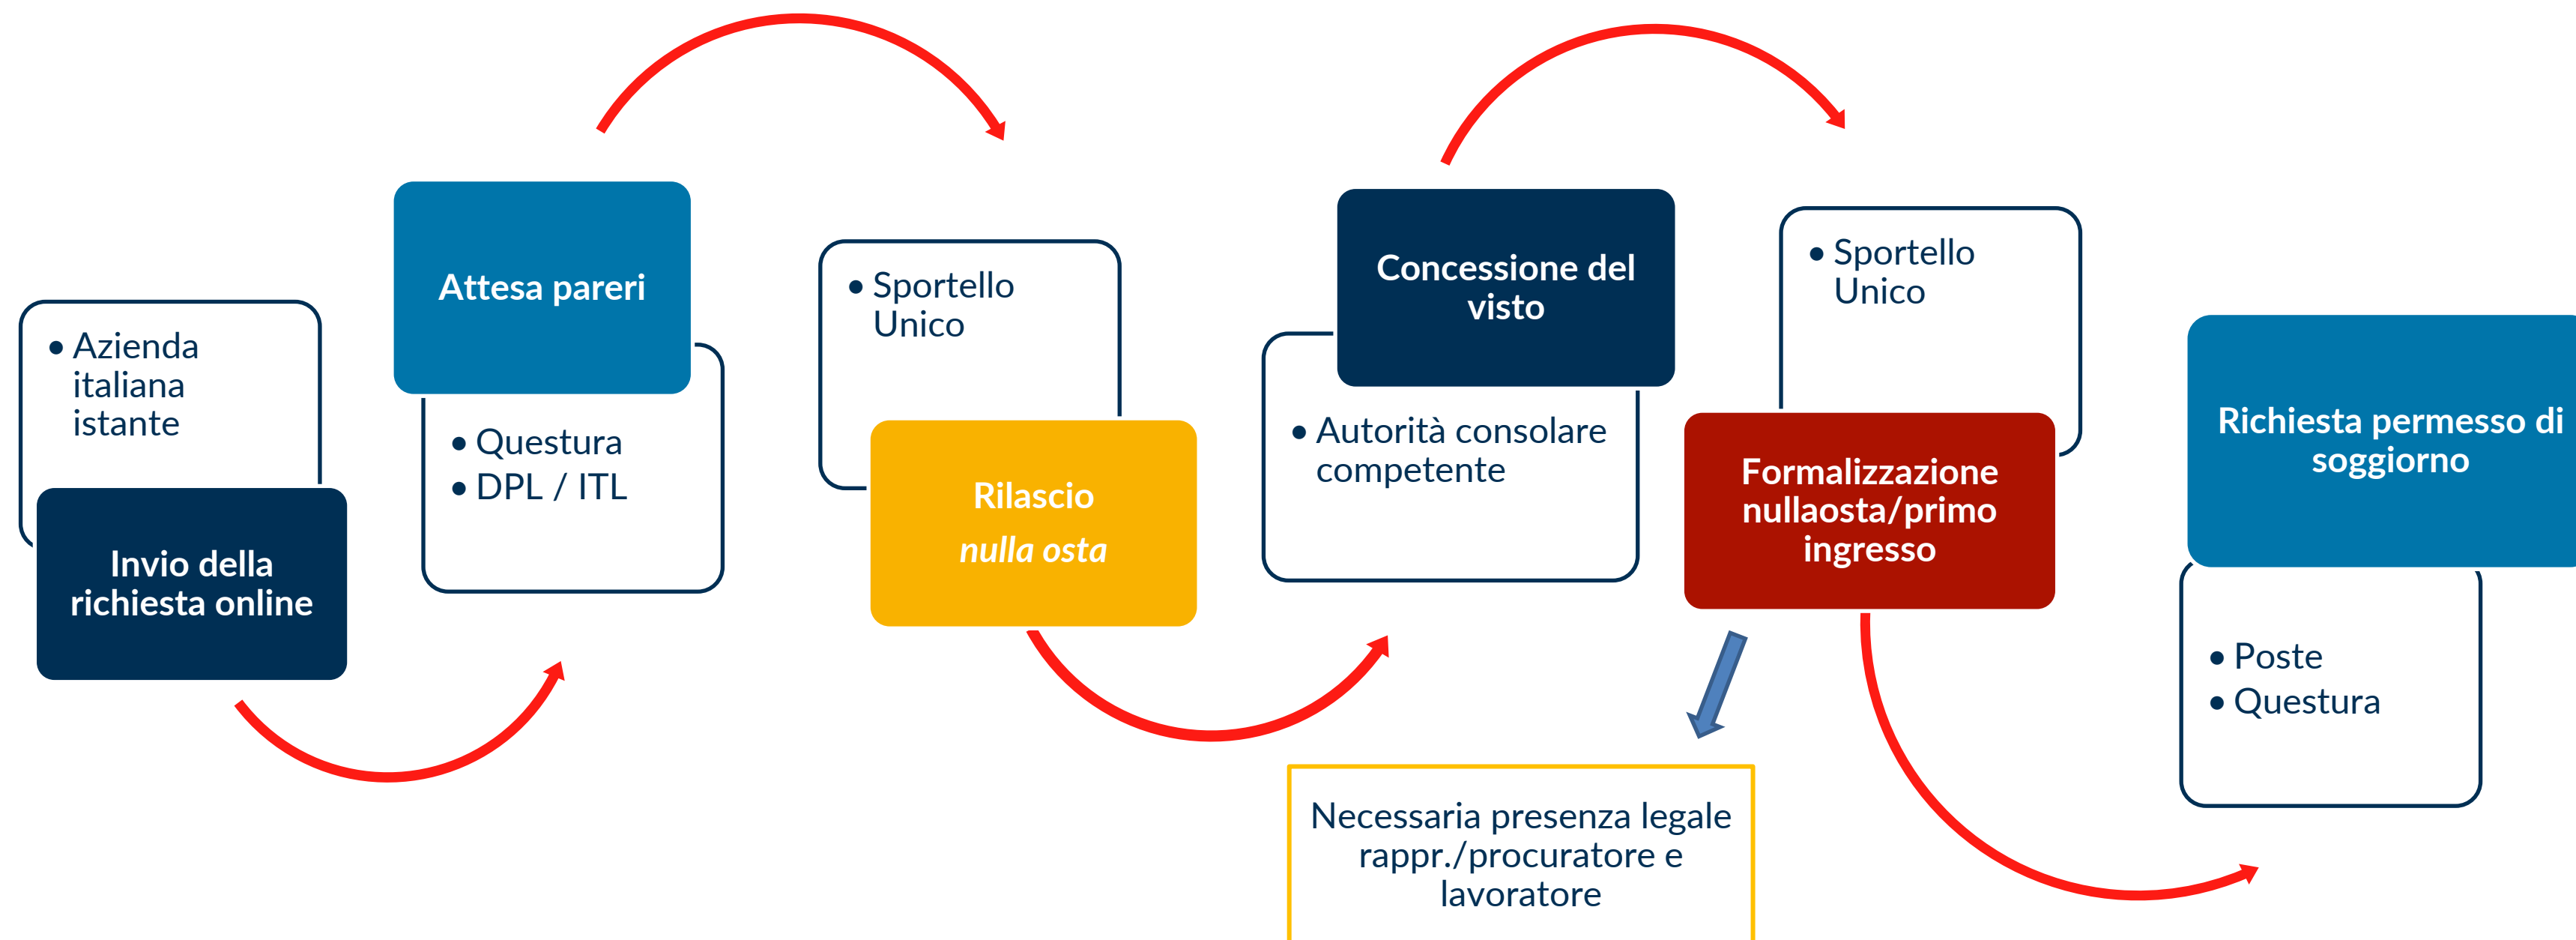 • Azienda
italiana
istante
Invio della
richiesta online
Attesa pareri
• Questura
• DPL / ITL
• Sportello
Unico
Rilascio
nulla osta
Concessione del
visto
• Autorità consolare
competente
• Sportello
Unico
Formalizzazione
nullaosta/primo
ingresso
Necessaria presenza legale
rappr./procuratore e
lavoratore
Richiesta permesso di
soggiorno
• Poste
• Questura